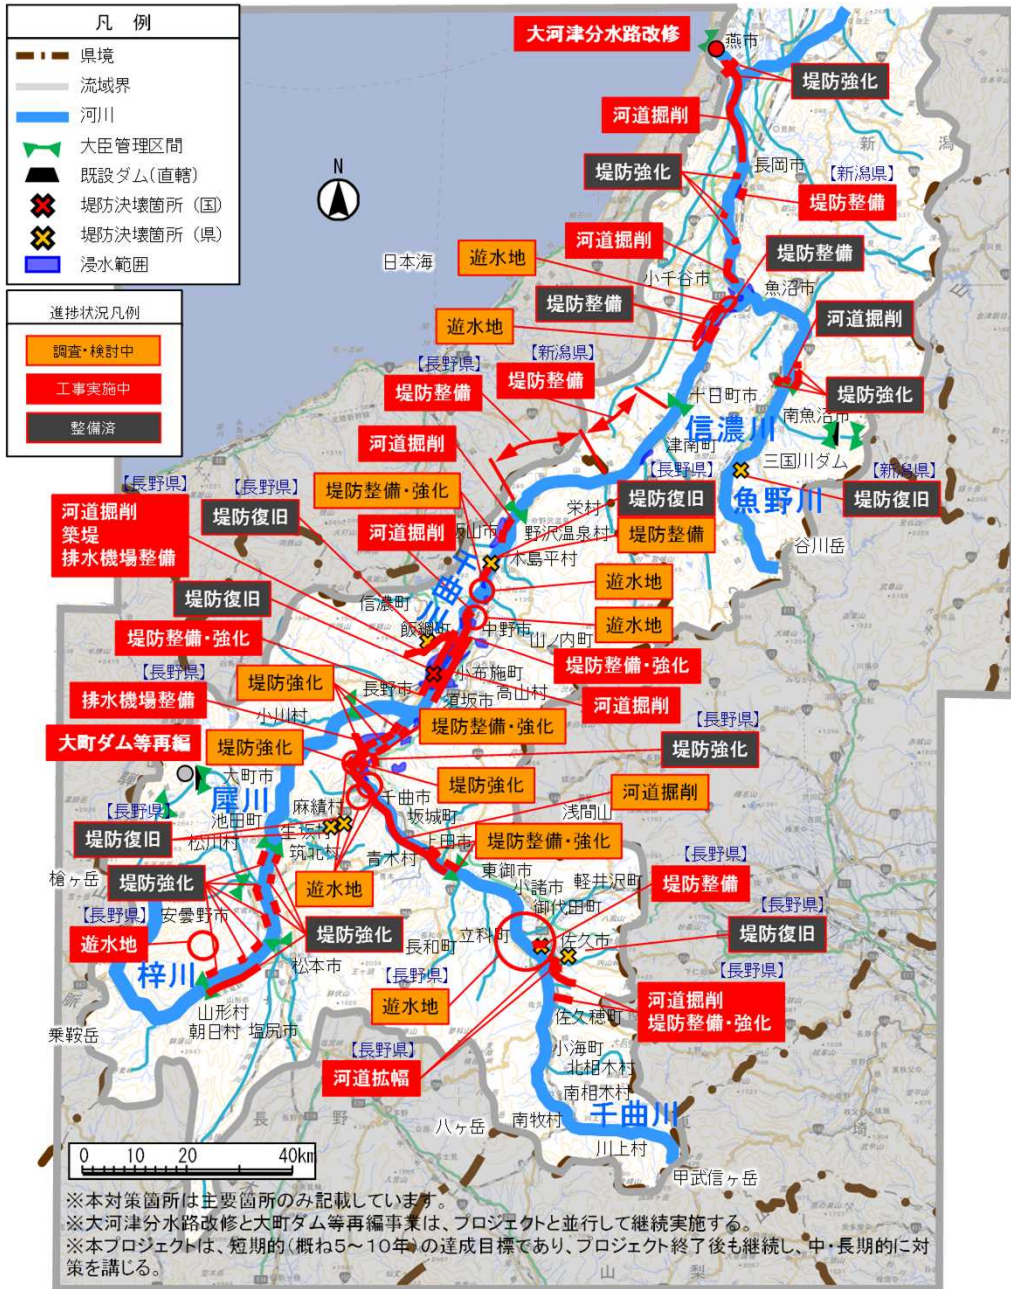 凡 例
県境
流域界
河川
大臣管理区間
既設ダム(直轄)
堤防決壊箇所（国）
堤防決壊箇所（県）
浸水範囲
進捗状況凡例
調査・検討中
工事実施中
整備済
N
日本海
大河津分水路改修
燕市
堤防強化
河道掘削
新
潟
長岡市
堤防強化
【新潟県】
堤防整備
河道掘削
遊水地
堤防整備
小千谷市
魚沼市
堤防整備
遊水地
河道掘削
【長野県】
堤防整備
【新潟県】
堤防整備
堤防強化
十日町市
信濃川
南魚沼市
津南町
三国川ダム
河道掘削
【長野県】
堤防復旧
堤防整備
【新潟県】
堤防復旧
魚野川
谷川岳
【長野県】
河道掘削
築堤
排水機場整備
【長野県】
堤防復旧
堤防整備・強化
河道掘削
栄村
野沢温泉村
木島平村
遊水地
信濃町
千曲川
堤防復旧
遊水地
飯綱町
中野市
山ノ内町
堤防整備・強化
堤防整備・強化
小布施町
高山村
河道掘削
【長野県】
排水機場整備
堤防強化
長野市
須坂市
小川村
堤防整備・強化
【長野県】
堤防強化
大町ダム等再編
堤防強化
大町市
堤防強化
犀川
池田町
麻績村
千曲市
坂城町
河道掘削
浅間山
【長野県】
堤防復旧
松川村
生坂村
筑北村
青木村
上田市
堤防整備・強化
東御市
槍ヶ岳
堤防強化
遊水地
小諸市
軽井沢町
御代田町
【長野県】
堤防整備
【長野県】
遊水地
安曇野市
堤防強化
立科町
佐久市
【長野県】
堤防復旧
長和町
梓川
松本市
【長野県】
遊水地
【長野県】
河道掘削
堤防整備・強化
山形村
朝日村
塩尻市
乗鞍岳
佐久穂町
【長野県】
河道拡幅
小海町
北相木村
南相木村
長
野
八ヶ岳
南牧村
千曲川
川上村
甲武信ヶ岳
埼
0 20 40km
※本対策箇所は主要箇所のみ記載しています。
※大河津分水路改修と大町ダム等再編事業は、プロジェクトと並行して継続実施する。
※本プロジェクトは、短期的（概ね5～10年）の達成目標であり、プロジェクト終了後も継続し、中・長期的に対
策を講じる。
山
梨